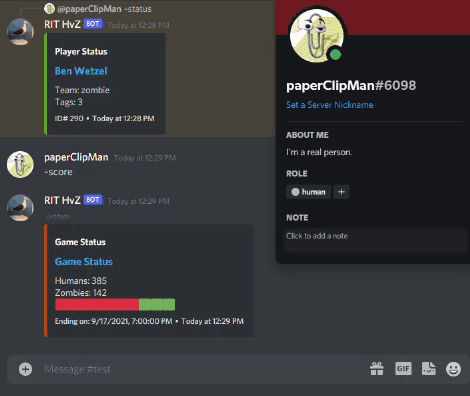 @paperClipMan -status
RIT HvZ BOT Today at 12:28 PM
Player Status
Ben Wetzel
Team: zombie
Tags: 3
ID# 290 • Today at 12:28 PM
paperClipMan Today at 12:29 PM
-score
RIT HvZ BOT Today at 12:29 PM
(edited)
Game Status
Game Status
Humans: 385
Zombies: 142
Ending on: 9/17/2021, 7:00:00 PM • Today at 12:29 PM
Message #test
GIF
paperClipMan#6098
Set a Server Nickname
ABOUT ME
I'm a real person.
ROLE
human +
NOTE
Click to add a note